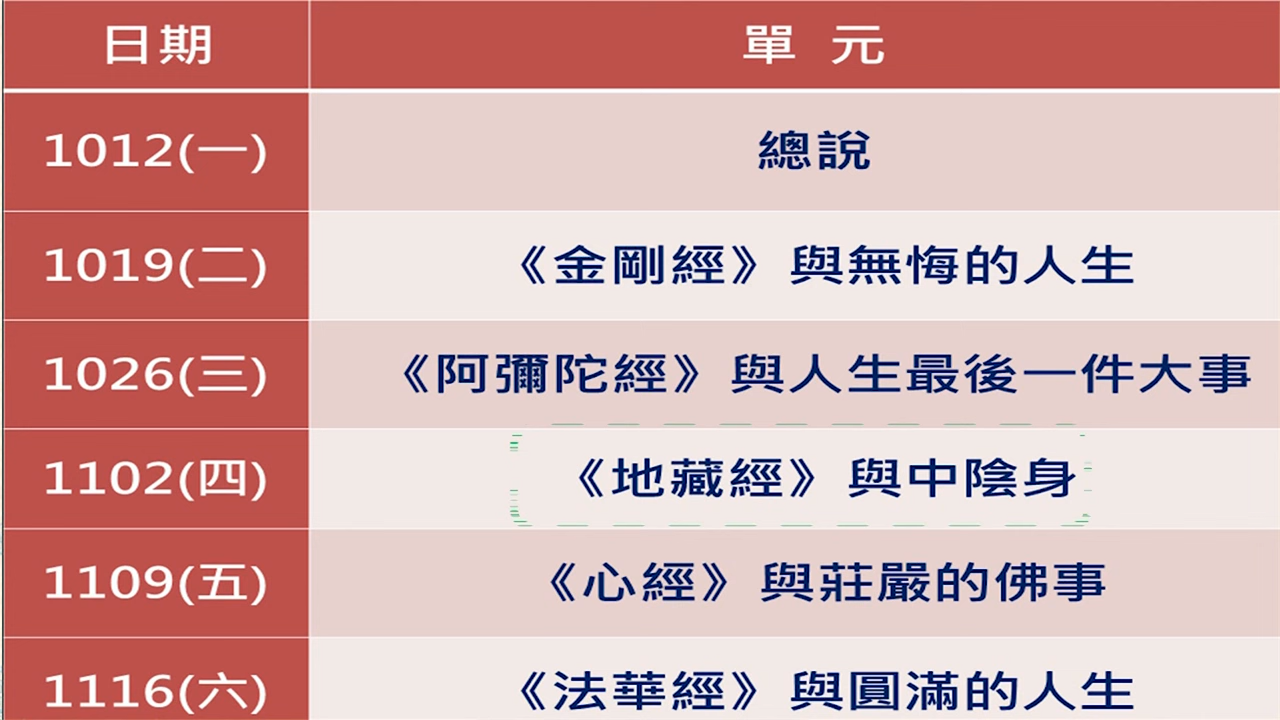 日期 單 元
1012(一) 總說
1019(二) 《金剛經》與無悔的人生
1026(三) 《阿彌陀經》與人生最後一件大事
1102(四) 《地藏經》與中陰身
1109(五) 《心經》與莊嚴的佛事
1116(六) 《法華經》與圓滿的人生